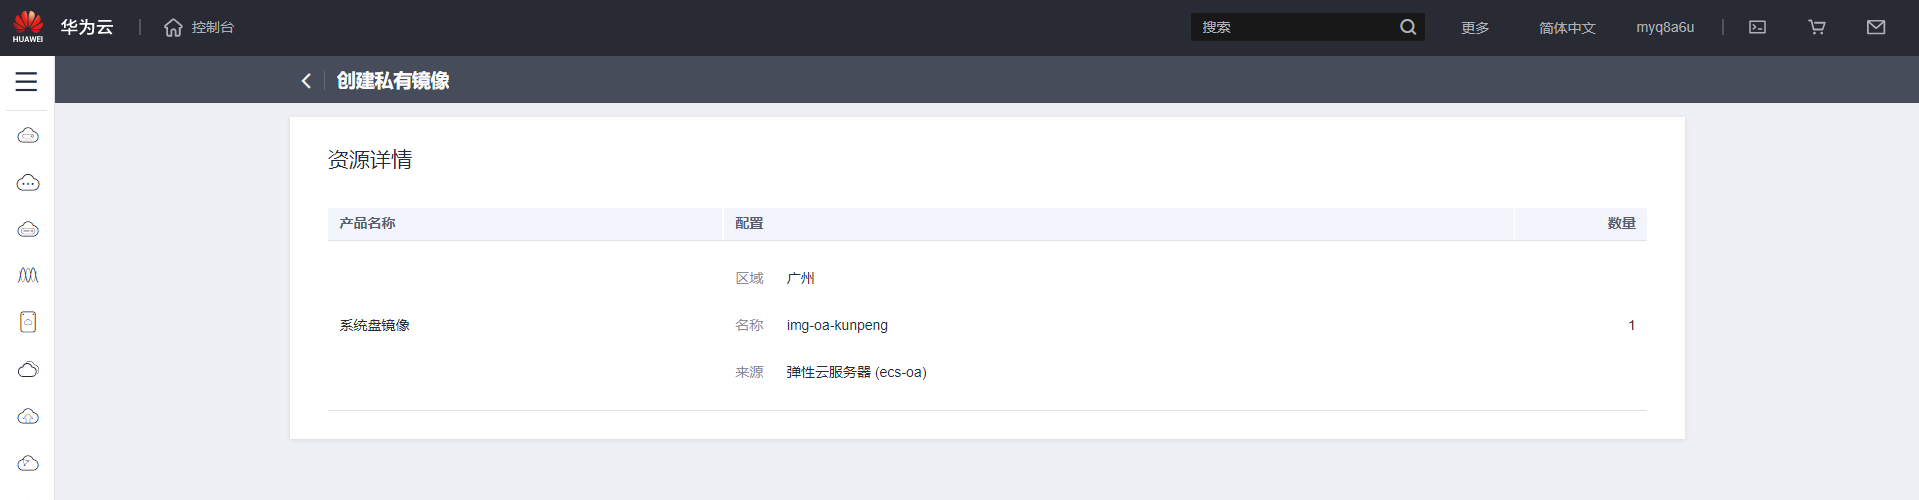 HUAWEI 华为云 控制台 搜索 更多 简体中文 myq8a6u
创建私有镜像
资源详情
产品名称 配置 数量
区域 广州
系统盘镜像 名称 img-oa-kunpeng 1
来源 弹性云服务器 (ecs-oa)